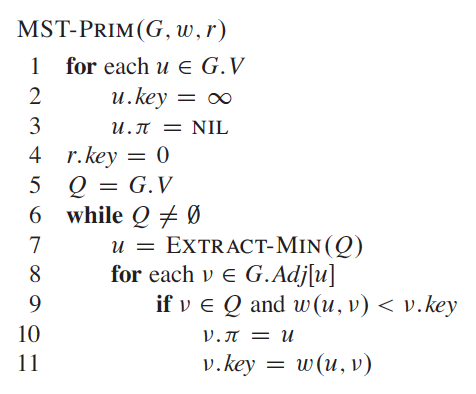 MST-PRIM(G, w, r)
1 for each u ∈ G.V
2 u.key = ∞
3 u.π = NIL
4 r.key = 0
5 Q = G.V
6 while Q ≠ ∅
7 u = EXTRACT-MIN(Q)
8 for each v ∈ G.Adj[u]
9 if v ∈ Q and w(u, v) < v.key
10 v.π = u
11 v.key = w(u, v)